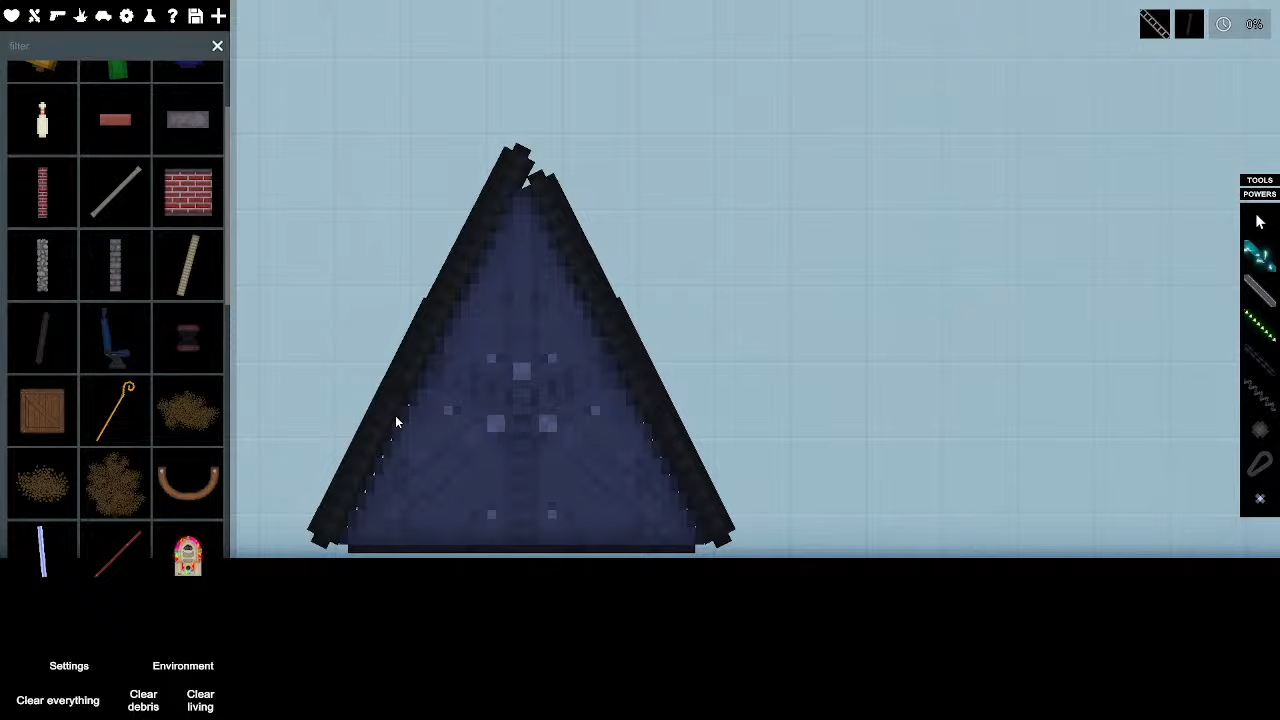 ?
0%
filter
TOOLS
POWERS
Settings
Environment
Clear everything
Clear debris
Clear living